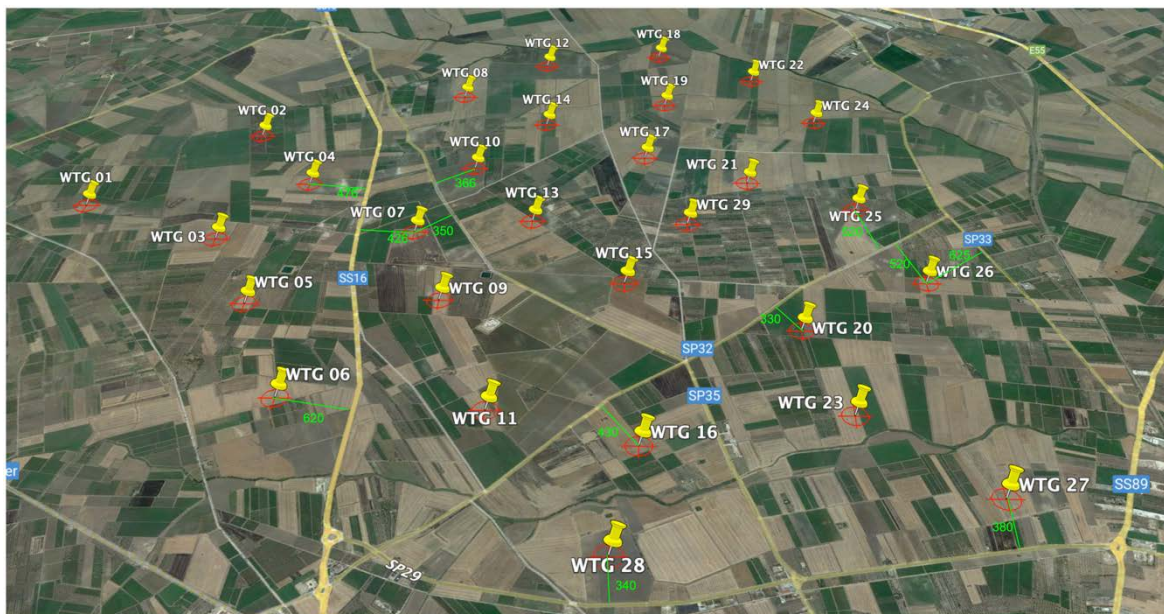 E55
WTG 18
WTG 12
WTG 22
WTG 08
WTG 19
WTG 14
WTG 24
WTG 02
WTG 17
WTG 10
WTG 04
WTG 21
366
WTG 01
WTG 13
WTG 29
WTG 07
350
WTG 25
WTG 03
SP33
625
520
WTG 15
WTG 26
SS16
WTG 05
WTG 09
330
WTG 20
SP32
WTG 06
SP35
WTG 23
WTG 11
620
WTG 16
er
WTG 27
SS89
380
WTG 28
SP29
340